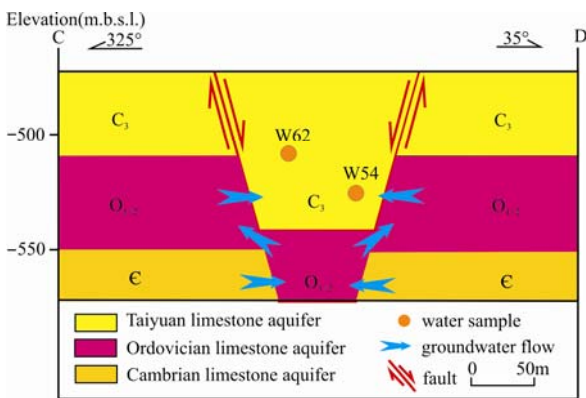 Elevation(m.b.s.l.)
C
D
325°
35°
C₃
C₃
W62
−500
W54
C₃
O₁₊₂
O₁₊₂
−550
Є
O₁₊₂
Є
Taiyuan limestone aquifer
water sample
Ordovician limestone aquifer
groundwater flow
Cambrian limestone aquifer
fault
0
50m